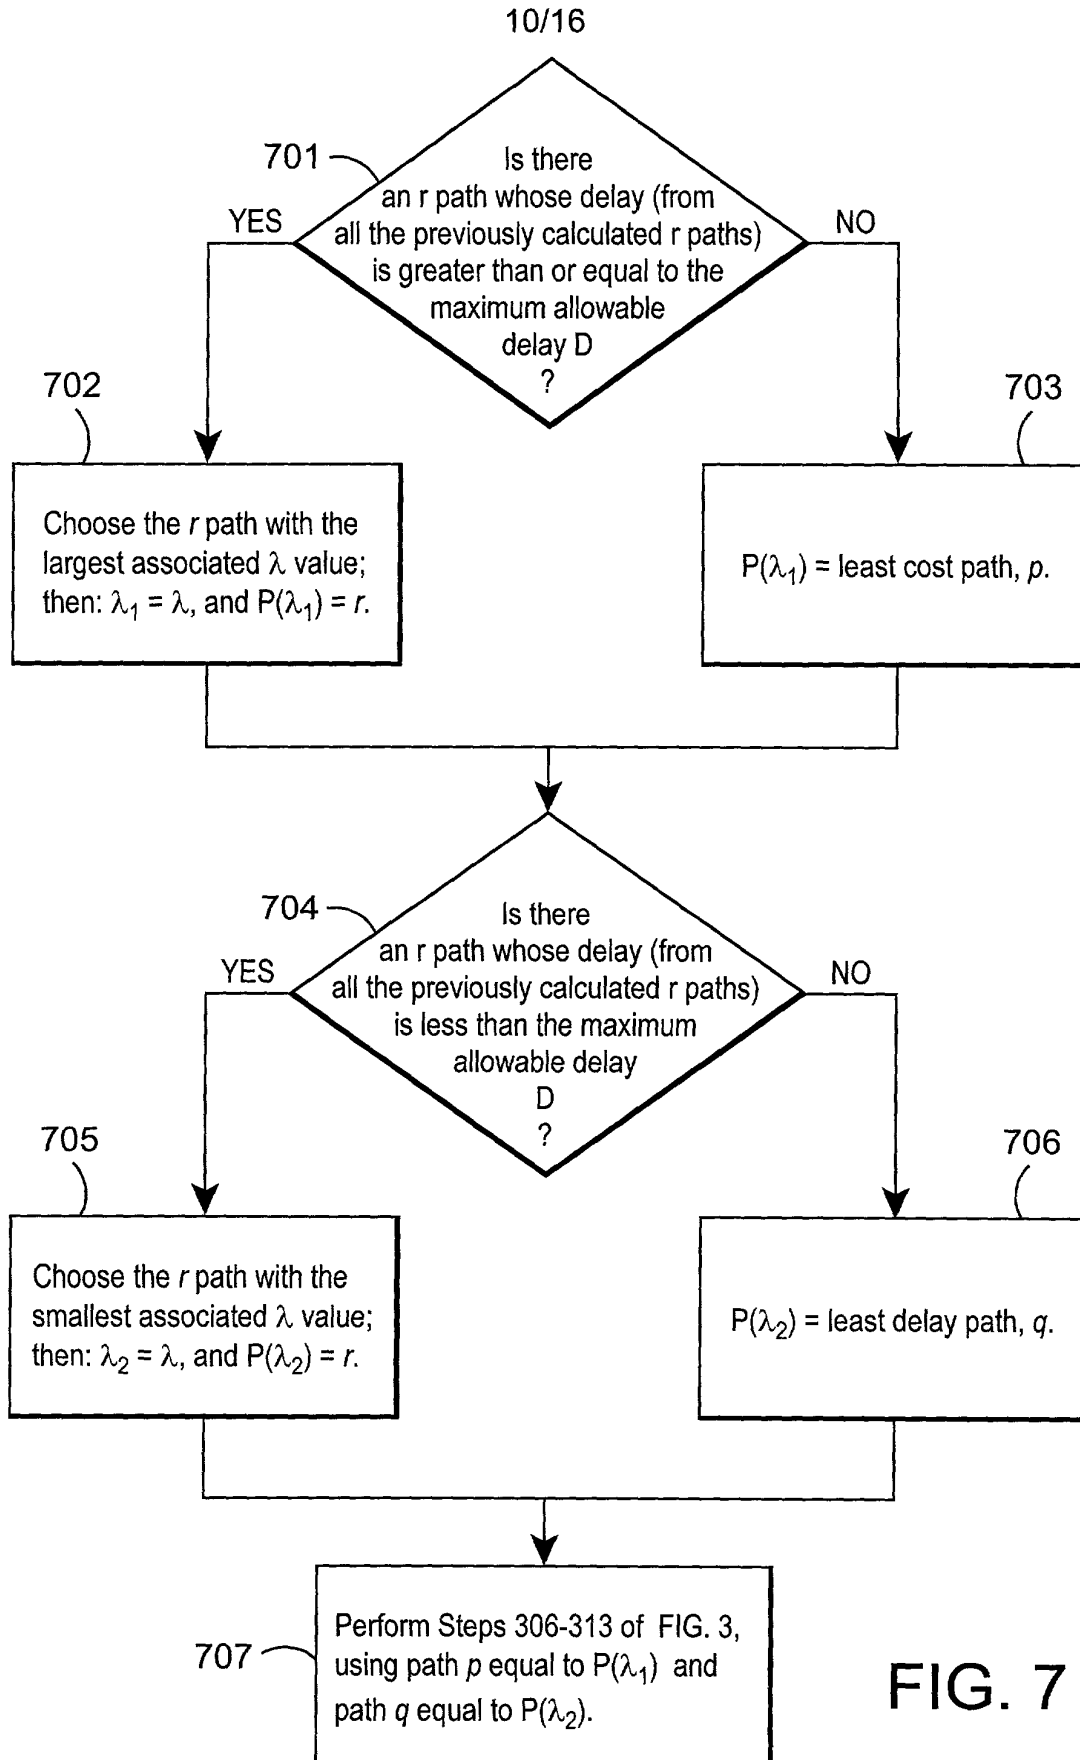 10/16
701
Is there
an r path whose delay (from
all the previously calculated r paths)
is greater than or equal to the
maximum allowable
delay D
?
YES
NO
702
Choose the r path with the
largest associated λ value;
then: λ₁ = λ, and P(λ₁) = r.
703
P(λ₁) = least cost path, p.
704
Is there
an r path whose delay (from
all the previously calculated r paths)
is less than the maximum
allowable delay
D
?
YES
NO
705
Choose the r path with the
smallest associated λ value;
then: λ₂ = λ, and P(λ₂) = r.
706
P(λ₂) = least delay path, q.
707
Perform Steps 306-313 of FIG. 3,
using path p equal to P(λ₁) and
path q equal to P(λ₂).
FIG. 7